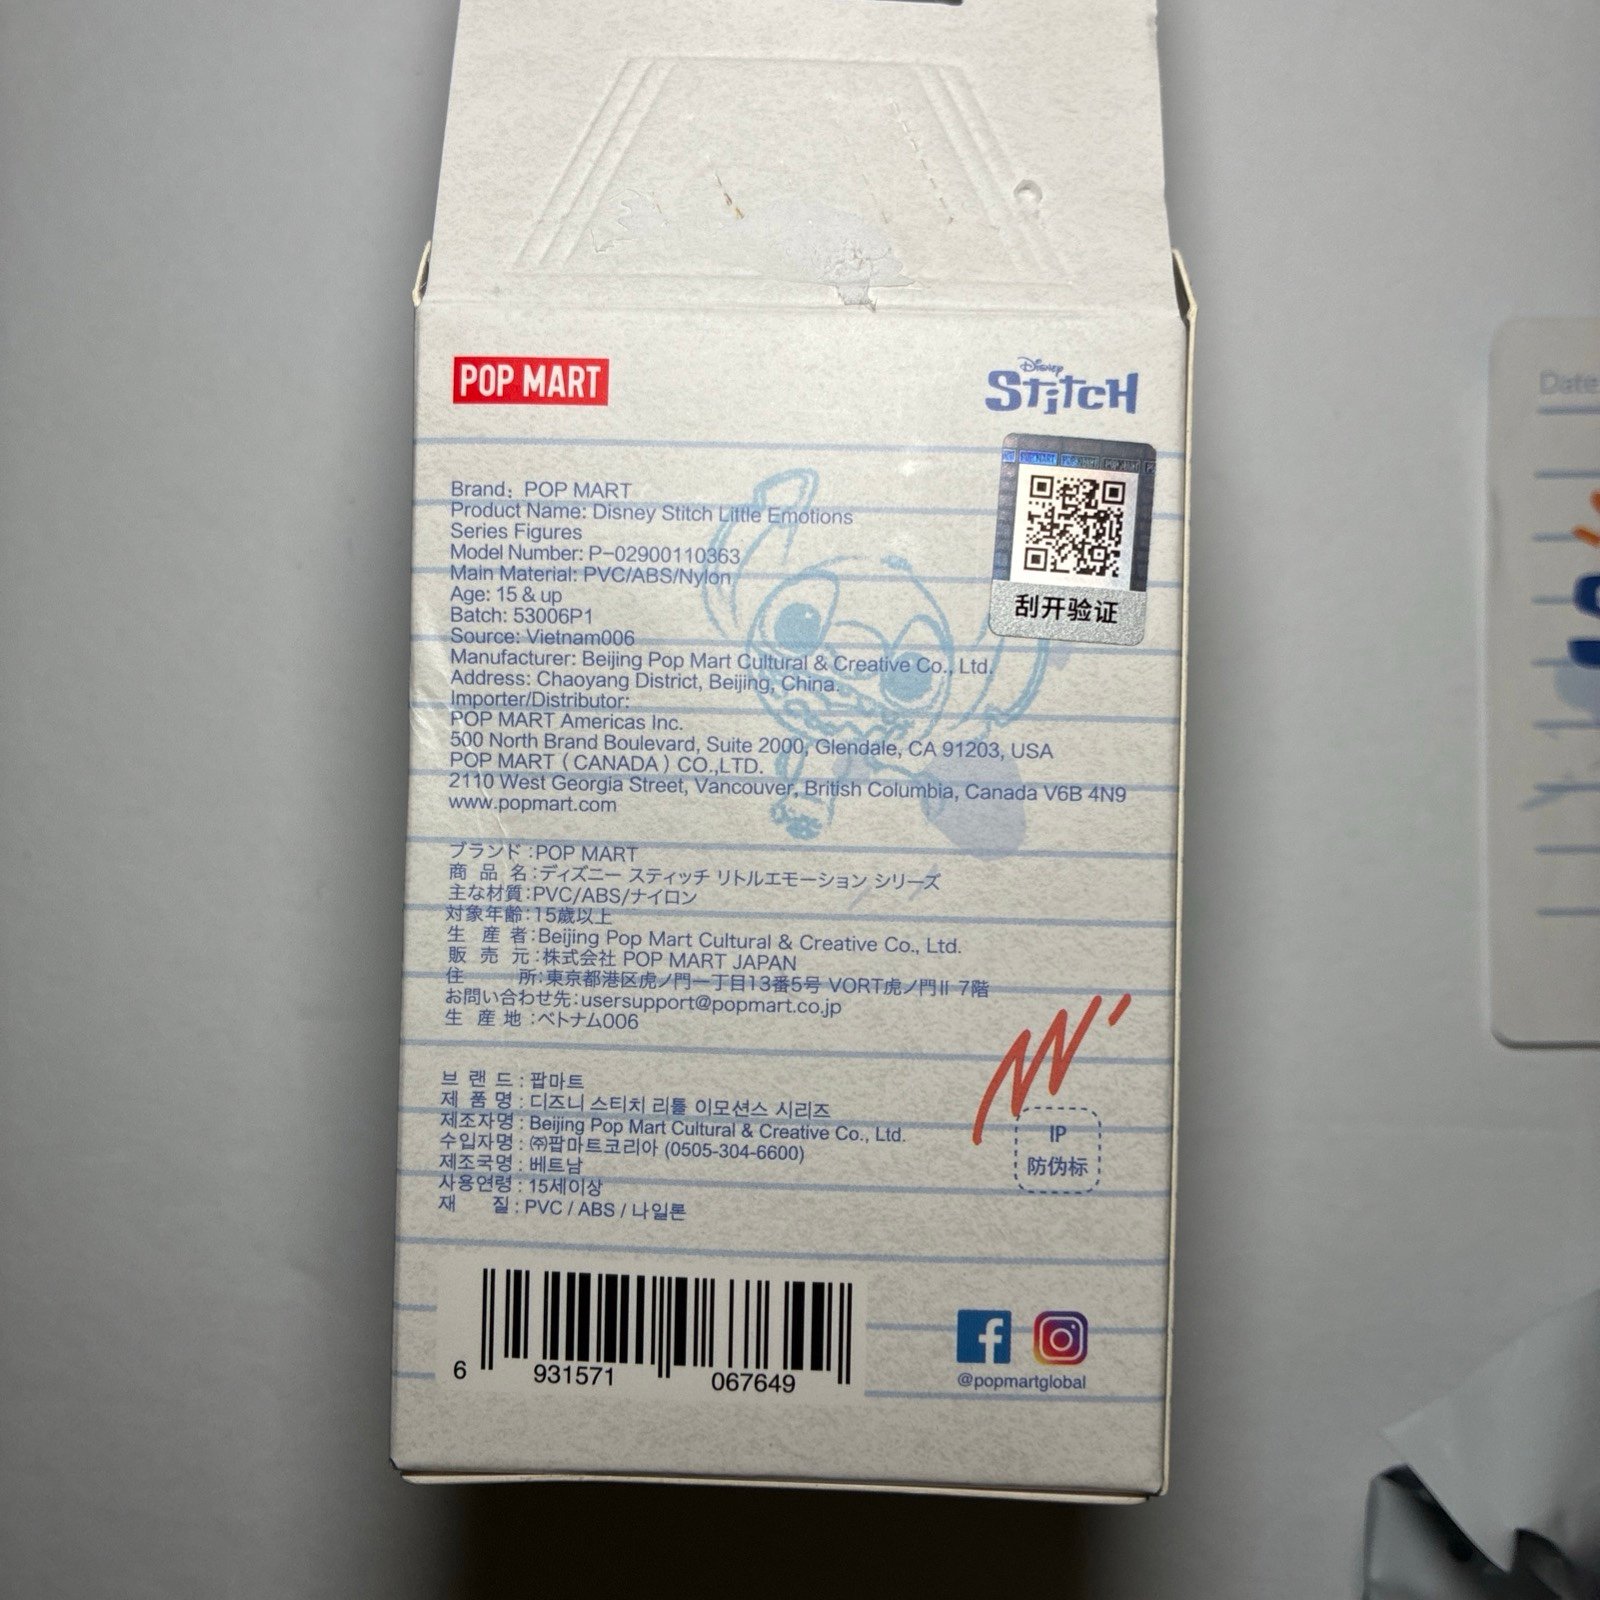 POP MART
Disney
Stitch
POP MART
刮开验证
Brand: POP MART
Product Name: Disney Stitch Little Emotions
Series Figures
Model Number: P-02900110363
Main Material: PVC/ABS/Nylon
Age: 15 & up
Batch: 53006P1
Source: Vietnam006
Manufacturer: Beijing Pop Mart Cultural & Creative Co., Ltd.
Address: Chaoyang District, Beijing, China.
Importer/Distributor:
POP MART Americas Inc.
500 North Brand Boulevard, Suite 2000, Glendale, CA 91203, USA
POP MART (CANADA) CO.,LTD.
2110 West Georgia Street, Vancouver, British Columbia, Canada V6B 4N9
www.popmart.com
ブランド:POP MART
商品名:ディズニー スティッチ リトルエモーション シリーズ
主な材質:PVC/ABS/ナイロン
対象年齢:15歳以上
生産者:Beijing Pop Mart Cultural & Creative Co., Ltd.
販売元:株式会社 POP MART JAPAN
住所:東京都港区虎ノ門一丁目13番5号 VORT虎ノ門II 7階
お問い合わせ先:usersupport@popmart.co.jp
生産地:ベトナム006
브랜드: 팝마트
제품명: 디즈니 스티치 리틀 이모션스 시리즈
제조자명: Beijing Pop Mart Cultural & Creative Co., Ltd.
수입자명: ㈜팝마트코리아 (0505-304-6600)
제조국명: 베트남
사용연령: 15세이상
재질: PVC / ABS / 나일론
IP
防伪标
6 931571 067649
@popmartglobal
Date